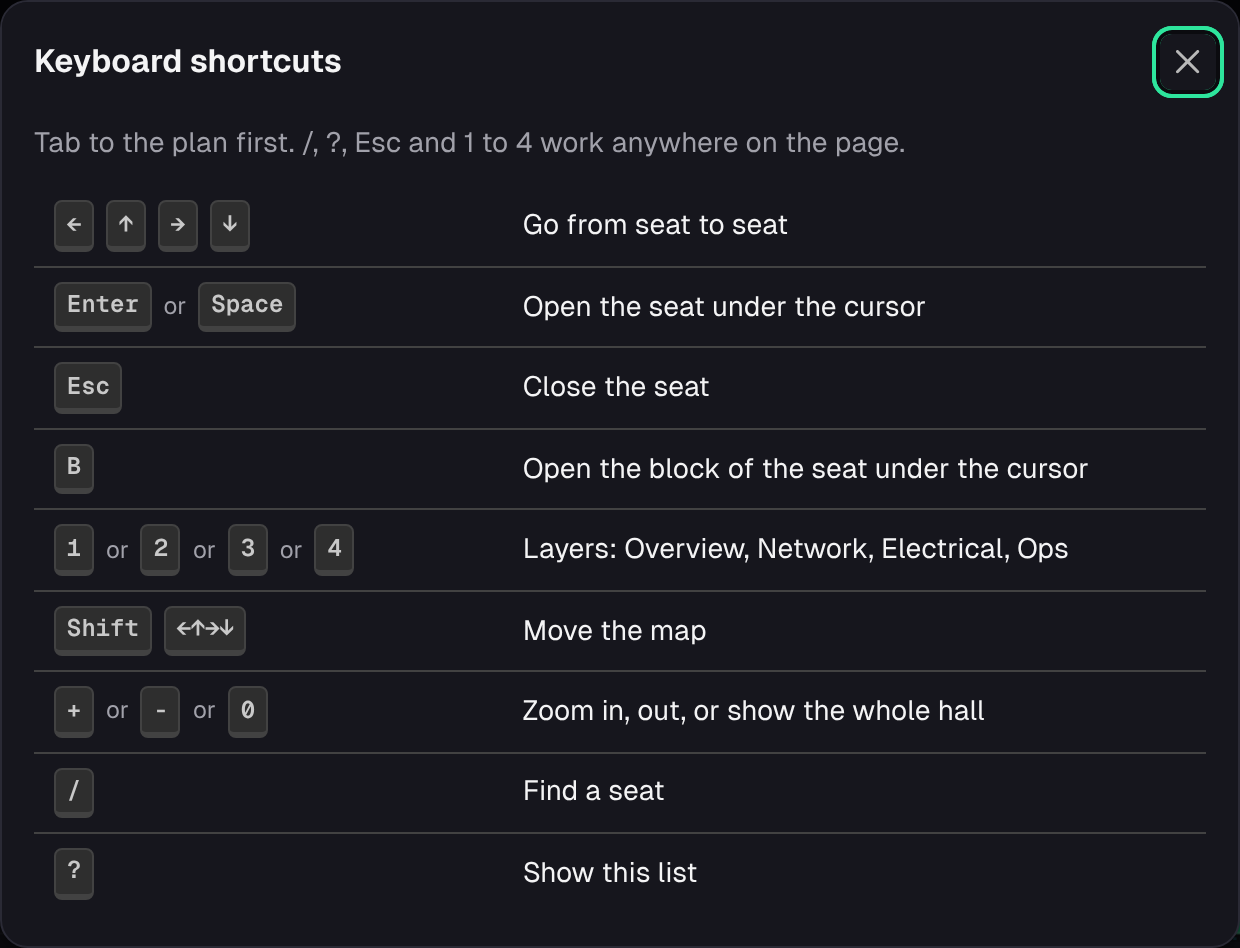 Keyboard shortcuts
Tab to the plan first. /, ?, Esc and 1 to 4 work anywhere on the page.
← ↑ → ↓ Go from seat to seat
Enter or Space Open the seat under the cursor
Esc Close the seat
B Open the block of the seat under the cursor
1 or 2 or 3 or 4 Layers: Overview, Network, Electrical, Ops
Shift ←↑→↓ Move the map
+ or - or 0 Zoom in, out, or show the whole hall
/ Find a seat
? Show this list